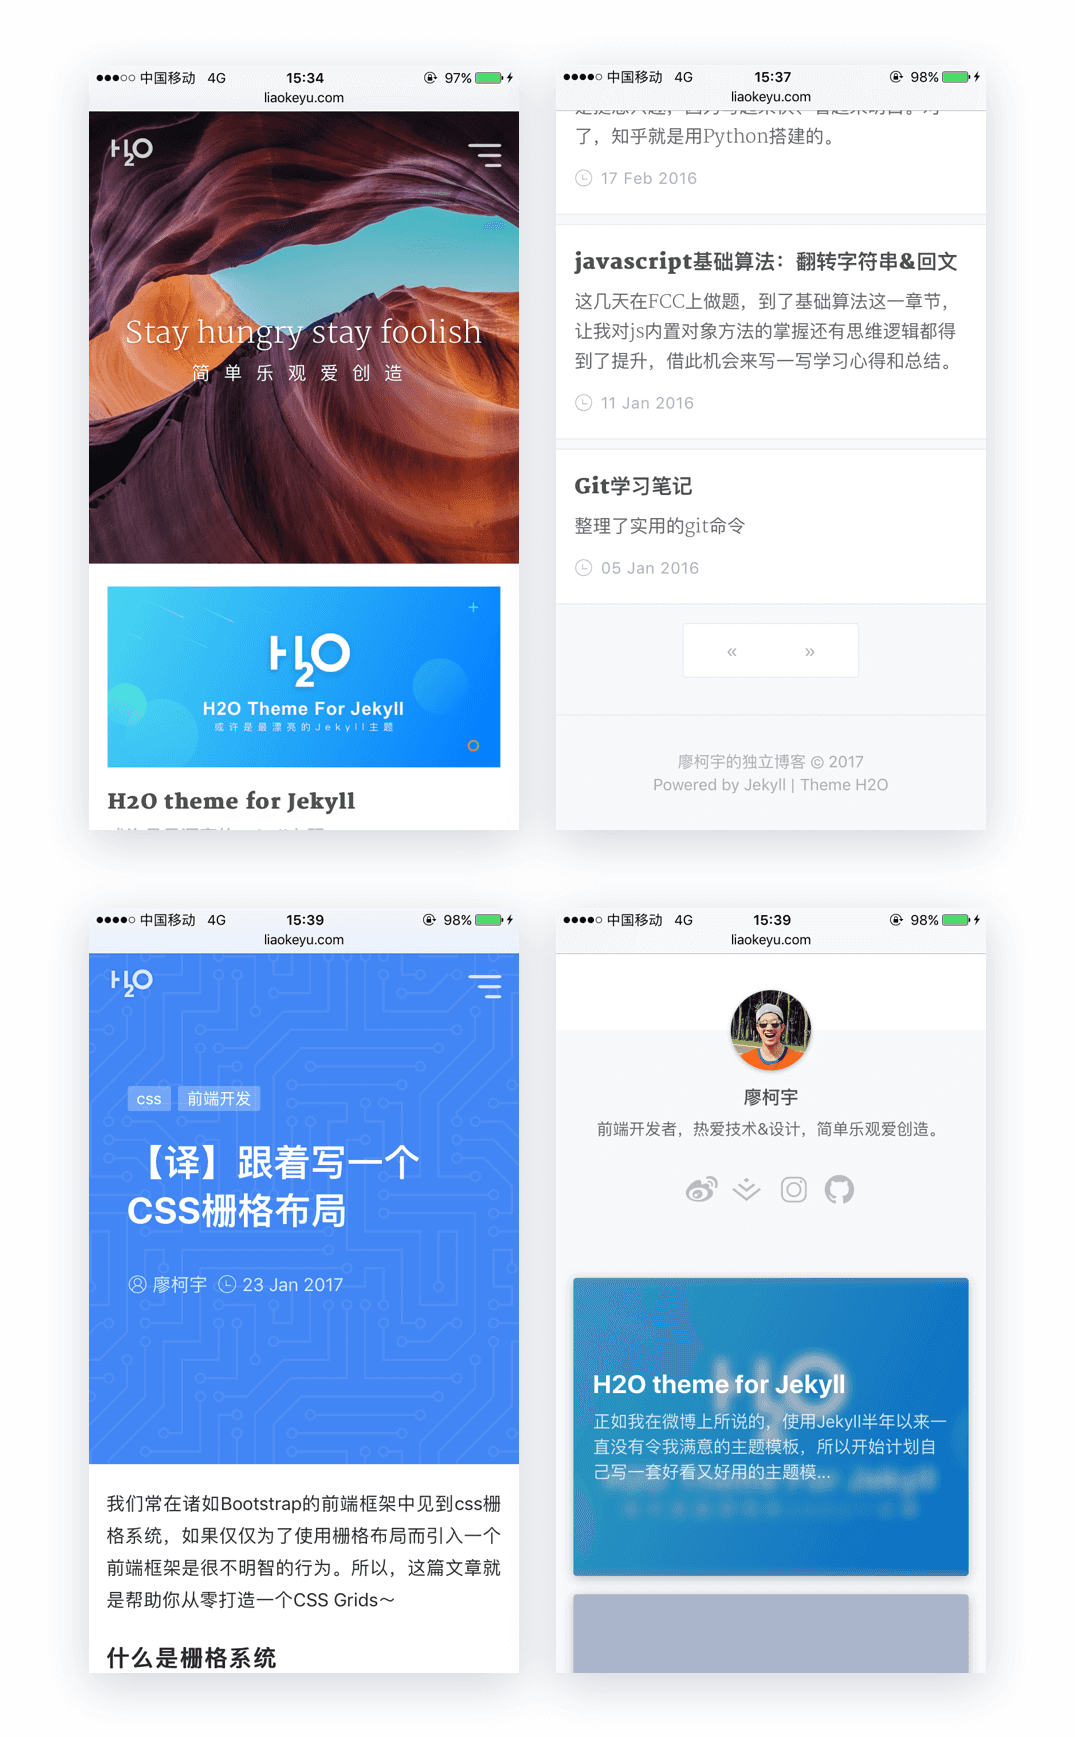 中国移动 4G 15:34 97%
liaokeyu.com
H2O
Stay hungry stay foolish
简单乐观爱创造
H2O
H2O Theme For Jekyll
或许是最漂亮的Jekyll主题
H2O theme for Jekyll
中国移动 4G 15:37 98%
liaokeyu.com
了，知乎就是用Python搭建的。
17 Feb 2016
javascript基础算法：翻转字符串&回文
这几天在FCC上做题，到了基础算法这一章节，
让我对js内置对象方法的掌握还有思维逻辑都得
到了提升，借此机会来写一写学习心得和总结。
11 Jan 2016
Git学习笔记
整理了实用的git命令
05 Jan 2016
« »
廖柯宇的独立博客 © 2017
Powered by Jekyll | Theme H2O
中国移动 4G 15:39 98%
liaokeyu.com
H2O
css 前端开发
【译】跟着写一个
CSS栅格布局
廖柯宇 23 Jan 2017
我们常在诸如Bootstrap的前端框架中见到css栅
格系统，如果仅仅为了使用栅格布局而引入一个
前端框架是很不明智的行为。所以，这篇文章就
是帮助你从零打造一个CSS Grids～
什么是栅格系统
中国移动 4G 15:39 98%
liaokeyu.com
廖柯宇
前端开发者，热爱技术&设计，简单乐观爱创造。
H2O theme for Jekyll
正如我在微博上所说的，使用Jekyll半年以来一
直没有令我满意的主题模板，所以开始计划自
己写一套好看又好用的主题模...